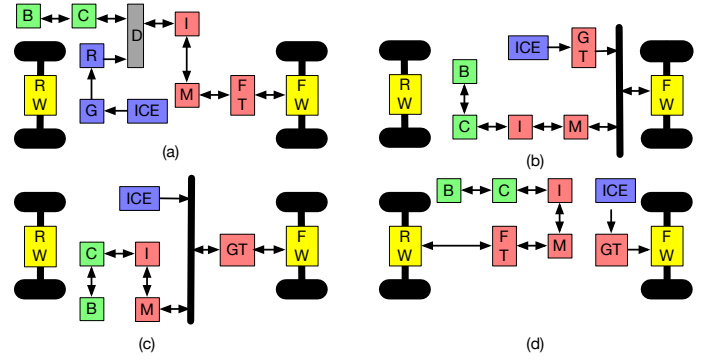 B C D I
R
R
W
M
F
T
F
W
G ICE
(a)
ICE G
T
B
R
W
F
W
C I M
(b)
ICE
R
W
C I
GT
F
W
B M
(c)
B C I ICE
R
W
F
T
M GT
F
W
(d)